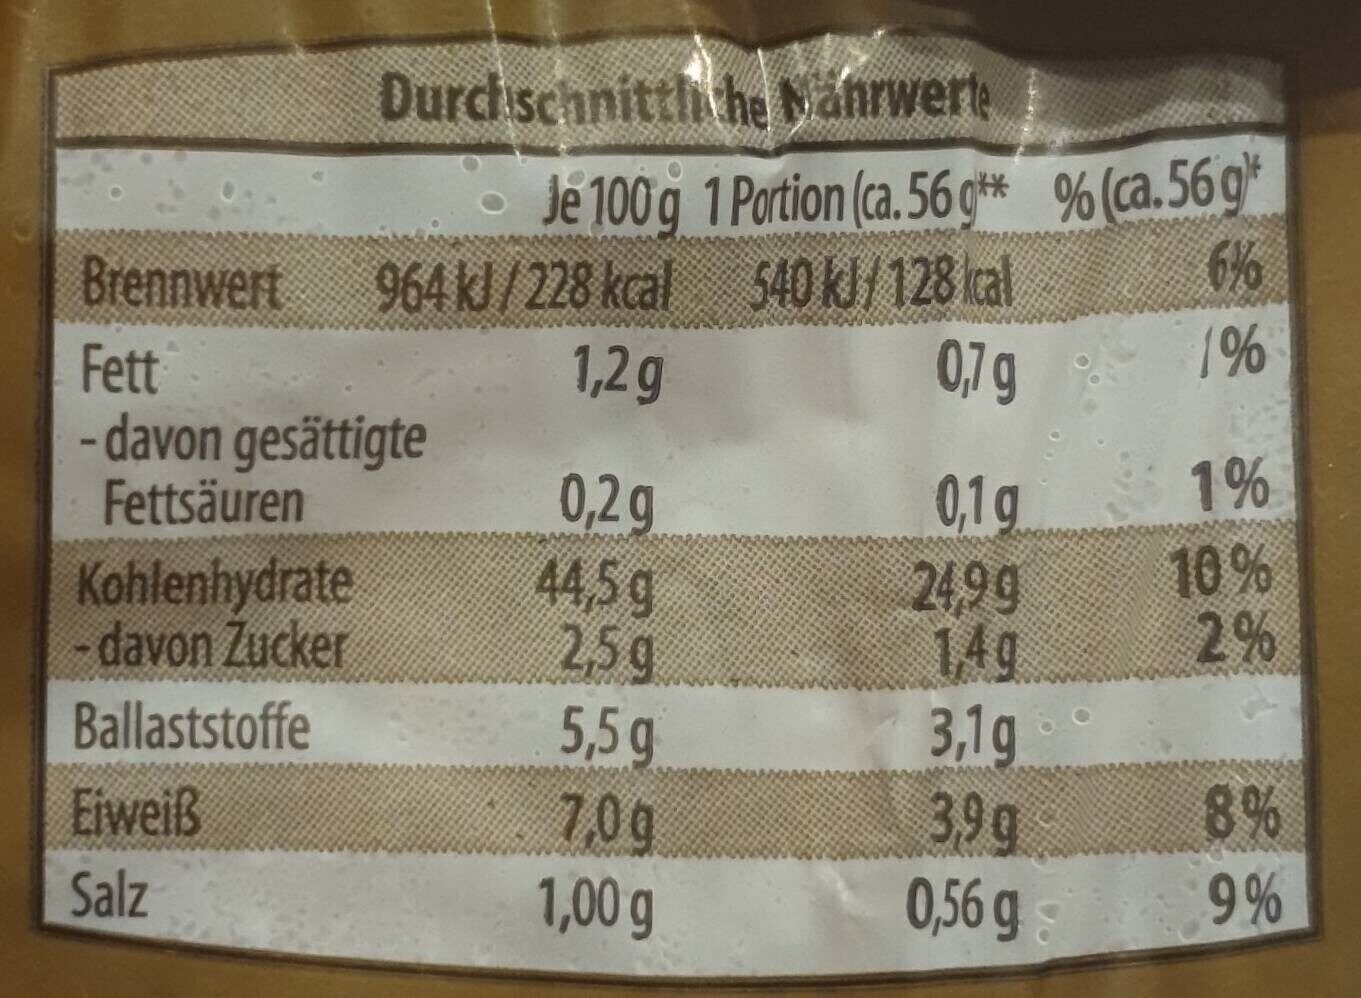 Durchschnittliche Nährwerte
Je 100 g 1 Portion (ca. 56 g** % (ca. 56 g)*
Brennwert 964 kJ / 228 kcal 540 kJ / 128 kcal 6%
Fett 1,2 g 0,7 g 1%
- davon gesättigte
Fettsäuren 0,2 g 0,1 g 1%
Kohlenhydrate 44,5 g 24,9 g 10%
- davon Zucker 2,5 g 1,4 g 2%
Ballaststoffe 5,5 g 3,1 g
Eiweiß 7,0 g 3,9 g 8%
Salz 1,00 g 0,56 g 9%